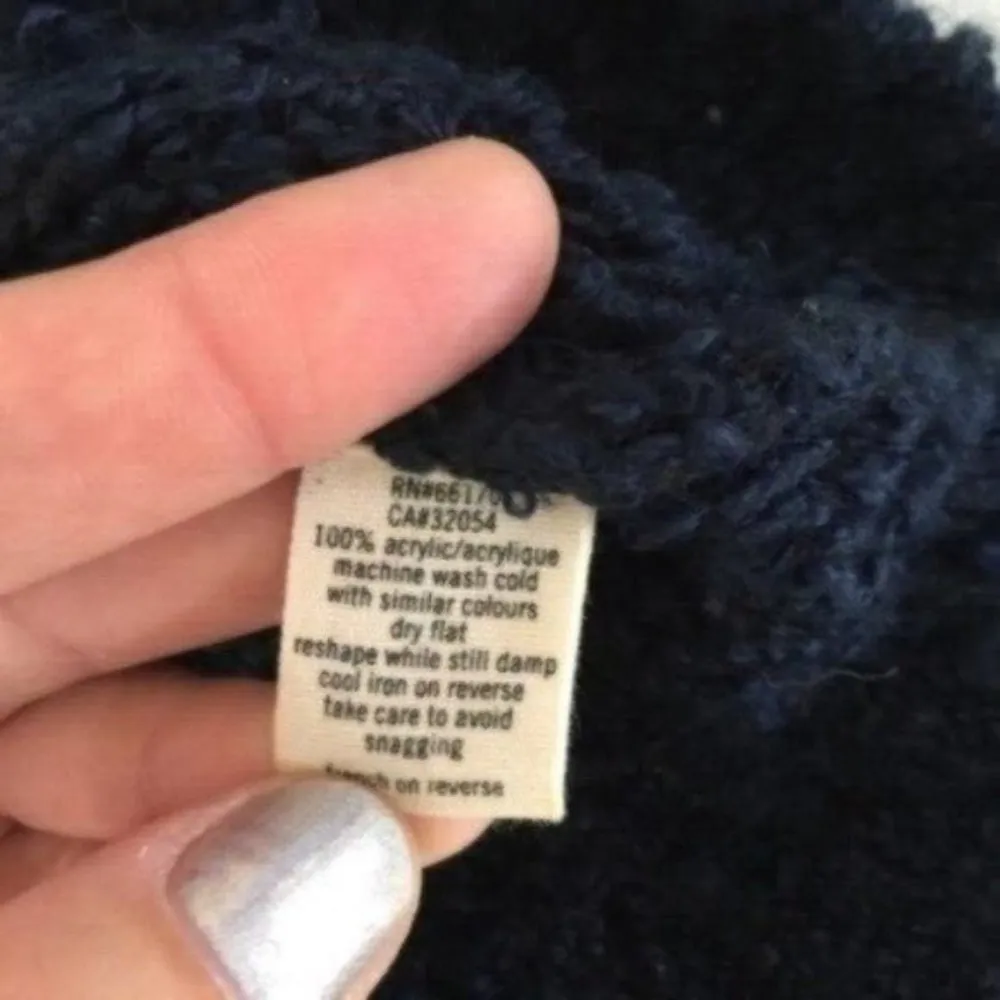 CA#32054
100% acrylic/acrylique
machine wash cold
with similar colours
dry flat
reshape while still damp
cool iron on reverse
take care to avoid
snagging
french on reverse